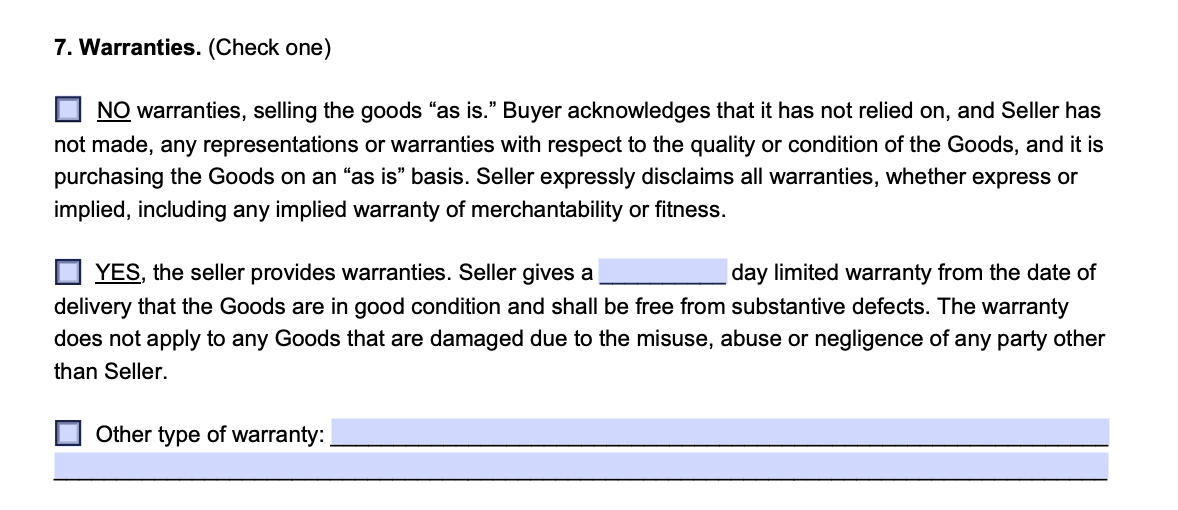 7. Warranties. (Check one)
NO warranties, selling the goods “as is.” Buyer acknowledges that it has not relied on, and Seller has
not made, any representations or warranties with respect to the quality or condition of the Goods, and it is
purchasing the Goods on an “as is” basis. Seller expressly disclaims all warranties, whether express or
implied, including any implied warranty of merchantability or fitness.
YES, the seller provides warranties. Seller gives a __________ day limited warranty from the date of
delivery that the Goods are in good condition and shall be free from substantive defects. The warranty
does not apply to any Goods that are damaged due to the misuse, abuse or negligence of any party other
than Seller.
Other type of warranty: